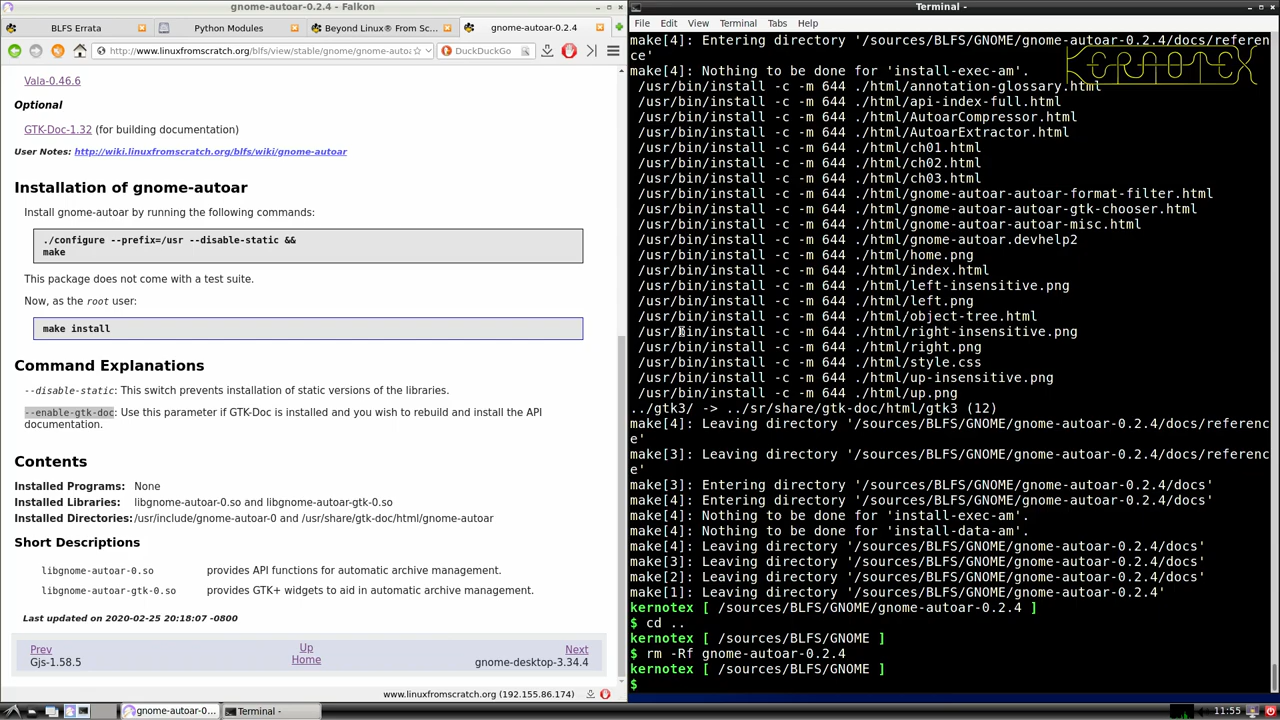 gnome-autoar-0.2.4 - Falkon
BLFS Errata
Python Modules
Beyond Linux® From Sc...
gnome-autoar-0.2.4
http://www.linuxfromscratch.org/blfs/view/stable/gnome/gnome-autoa
DuckDuckGo
Vala-0.46.6
Optional
GTK-Doc-1.32 (for building documentation)
User Notes: http://wiki.linuxfromscratch.org/blfs/wiki/gnome-autoar
Installation of gnome-autoar
Install gnome-autoar by running the following commands:
./configure --prefix=/usr --disable-static &&
make
This package does not come with a test suite.
Now, as the root user:
make install
Command Explanations
--disable-static: This switch prevents installation of static versions of the libraries.
--enable-gtk-doc: Use this parameter if GTK-Doc is installed and you wish to rebuild and install the API
documentation.
Contents
Installed Programs: None
Installed Libraries: libgnome-autoar-0.so and libgnome-autoar-gtk-0.so
Installed Directories: /usr/include/gnome-autoar-0 and /usr/share/gtk-doc/html/gnome-autoar
Short Descriptions
libgnome-autoar-0.so provides API functions for automatic archive management.
libgnome-autoar-gtk-0.so provides GTK+ widgets to aid in automatic archive management.
Last updated on 2020-02-25 20:18:07 -0800
Prev Up Next
Gjs-1.58.5 Home gnome-desktop-3.34.4
www.linuxfromscratch.org (192.155.86.174)
Terminal -
File Edit View Terminal Tabs Help
KERNOTEX
make[4]: Entering directory '/sources/BLFS/GNOME/gnome-autoar-0.2.4/docs/referen
ce'
make[4]: Nothing to be done for 'install-exec-am'.
/usr/bin/install -c -m 644 ./html/annotation-glossary.html
/usr/bin/install -c -m 644 ./html/api-index-full.html
/usr/bin/install -c -m 644 ./html/AutoarCompressor.html
/usr/bin/install -c -m 644 ./html/AutoarExtractor.html
/usr/bin/install -c -m 644 ./html/ch01.html
/usr/bin/install -c -m 644 ./html/ch02.html
/usr/bin/install -c -m 644 ./html/ch03.html
/usr/bin/install -c -m 644 ./html/gnome-autoar-autoar-format-filter.html
/usr/bin/install -c -m 644 ./html/gnome-autoar-autoar-gtk-chooser.html
/usr/bin/install -c -m 644 ./html/gnome-autoar-autoar-misc.html
/usr/bin/install -c -m 644 ./html/gnome-autoar.devhelp2
/usr/bin/install -c -m 644 ./html/home.png
/usr/bin/install -c -m 644 ./html/index.html
/usr/bin/install -c -m 644 ./html/left-insensitive.png
/usr/bin/install -c -m 644 ./html/left.png
/usr/bin/install -c -m 644 ./html/object-tree.html
/usr/bin/install -c -m 644 ./html/right-insensitive.png
/usr/bin/install -c -m 644 ./html/right.png
/usr/bin/install -c -m 644 ./html/style.css
/usr/bin/install -c -m 644 ./html/up-insensitive.png
/usr/bin/install -c -m 644 ./html/up.png
../gtk3/ -> ../sr/share/gtk-doc/html/gtk3 (12)
make[4]: Leaving directory '/sources/BLFS/GNOME/gnome-autoar-0.2.4/docs/referenc
e'
make[3]: Leaving directory '/sources/BLFS/GNOME/gnome-autoar-0.2.4/docs/referenc
e'
make[3]: Entering directory '/sources/BLFS/GNOME/gnome-autoar-0.2.4/docs'
make[4]: Entering directory '/sources/BLFS/GNOME/gnome-autoar-0.2.4/docs'
make[4]: Nothing to be done for 'install-exec-am'.
make[4]: Nothing to be done for 'install-data-am'.
make[4]: Leaving directory '/sources/BLFS/GNOME/gnome-autoar-0.2.4/docs'
make[3]: Leaving directory '/sources/BLFS/GNOME/gnome-autoar-0.2.4/docs'
make[2]: Leaving directory '/sources/BLFS/GNOME/gnome-autoar-0.2.4/docs'
make[1]: Leaving directory '/sources/BLFS/GNOME/gnome-autoar-0.2.4'
kernotex [ /sources/BLFS/GNOME/gnome-autoar-0.2.4 ]
$ cd ..
kernotex [ /sources/BLFS/GNOME ]
$ rm -Rf gnome-autoar-0.2.4
kernotex [ /sources/BLFS/GNOME ]
$
gnome-autoar-0...
Terminal -
11:55